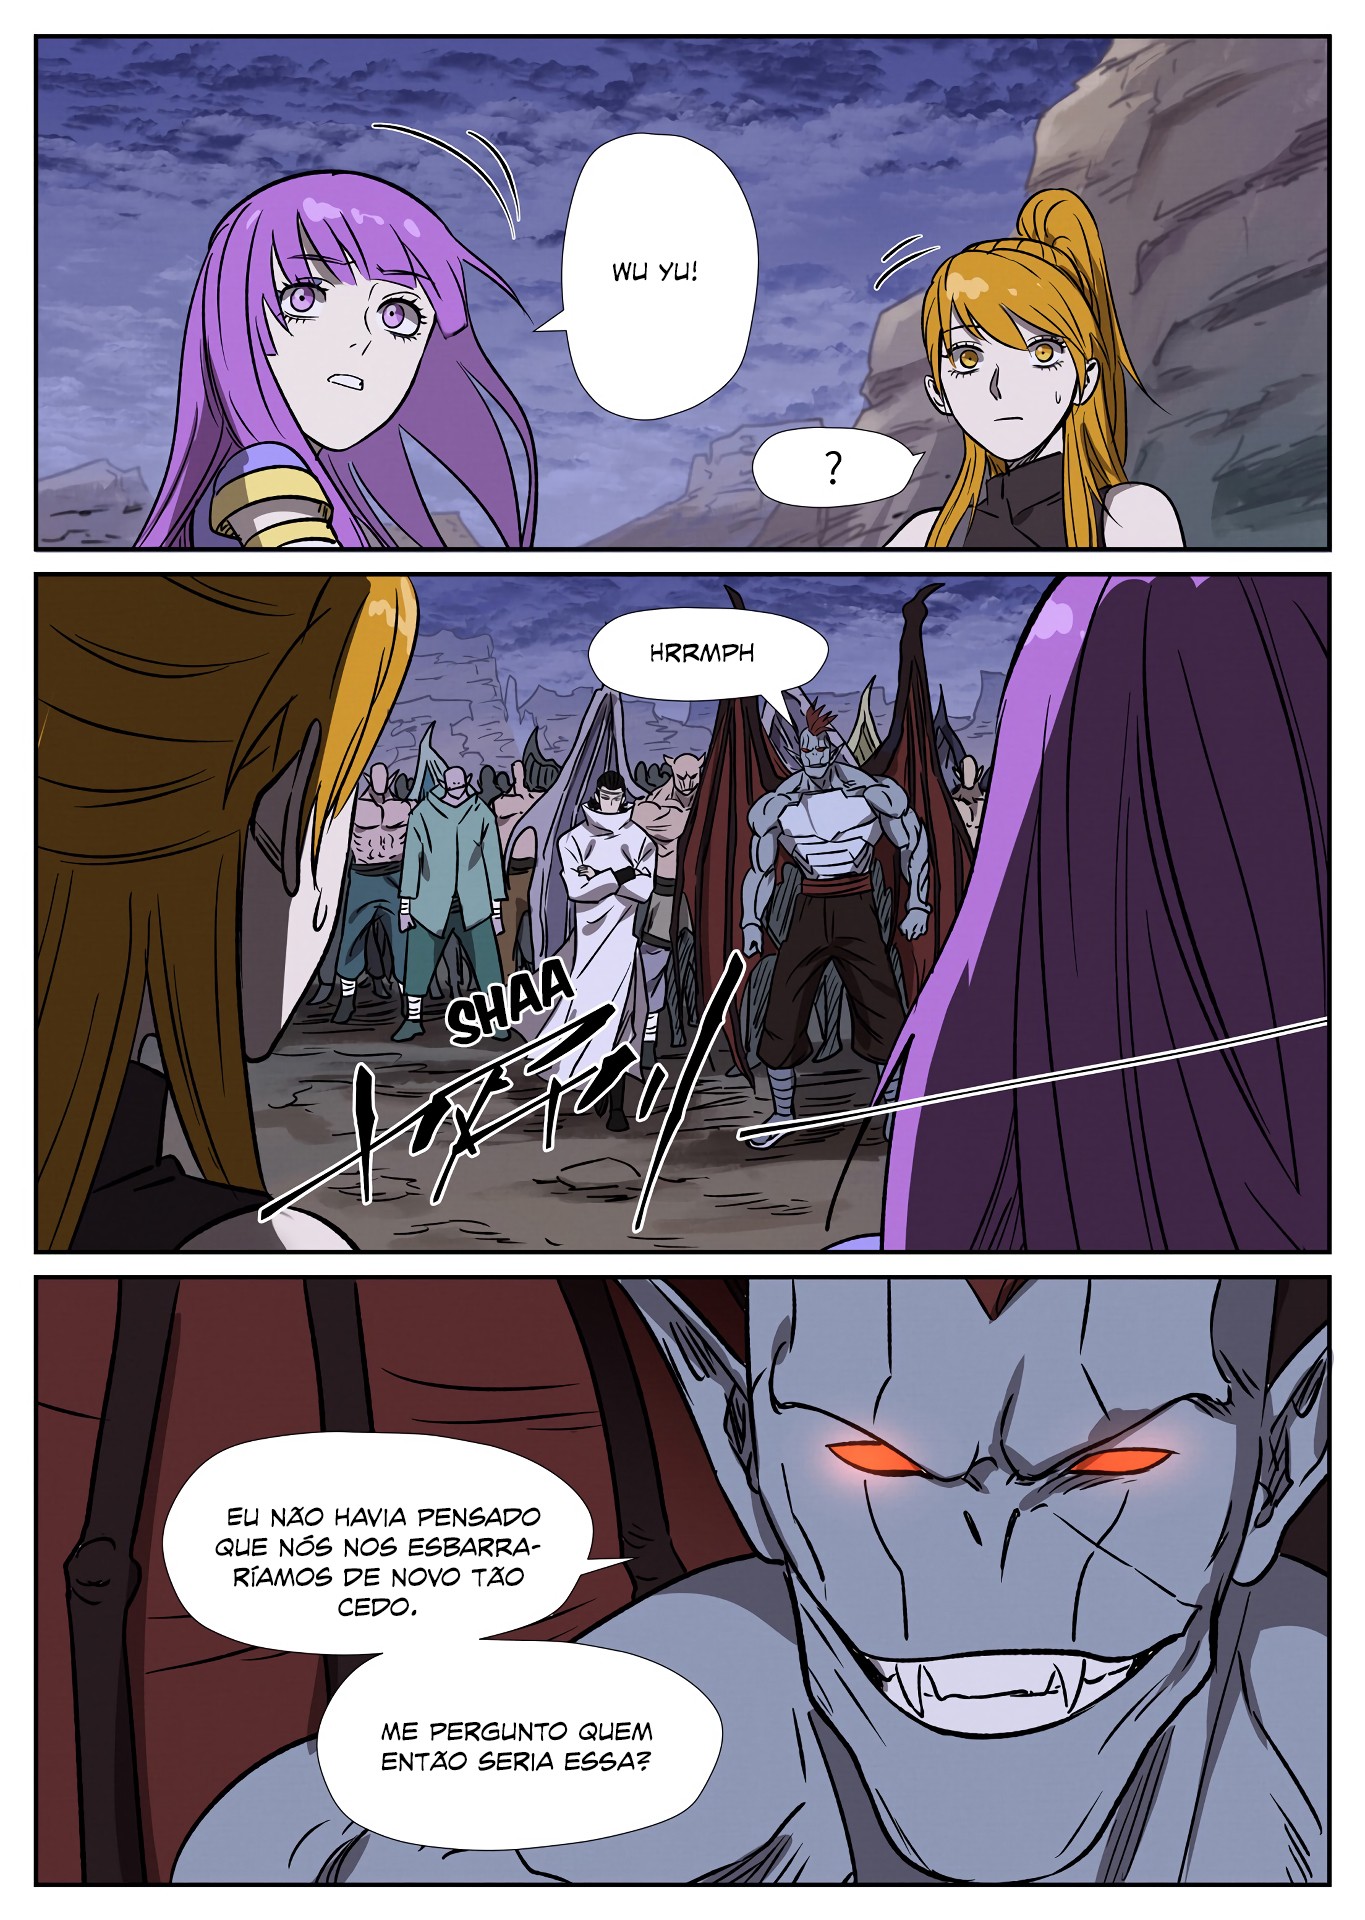 WU YU!
?
HRRMPH
SHAA
EU NÃO HAVIA PENSADO
QUE NÓS NOS ESBARRA-
RÍAMOS DE NOVO TÃO
CEDO.
ME PERGUNTO QUEM
ENTÃO SERIA ESSA?